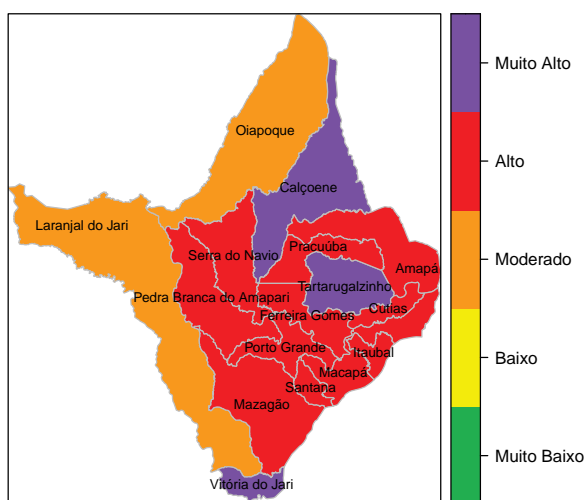 Muito Alto
Oiapoque
Alto
Calçoene
Laranjal do Jari
Pracuúba
Serra do Navio
Moderado
Amapá
Tartarugalzinho
Pedra Branca do Amapari
Cutias
Ferreira Gomes
Porto Grande
Itaubal
Baixo
Macapá
Santana
Mazagão
Muito Baixo
Vitória do Jari